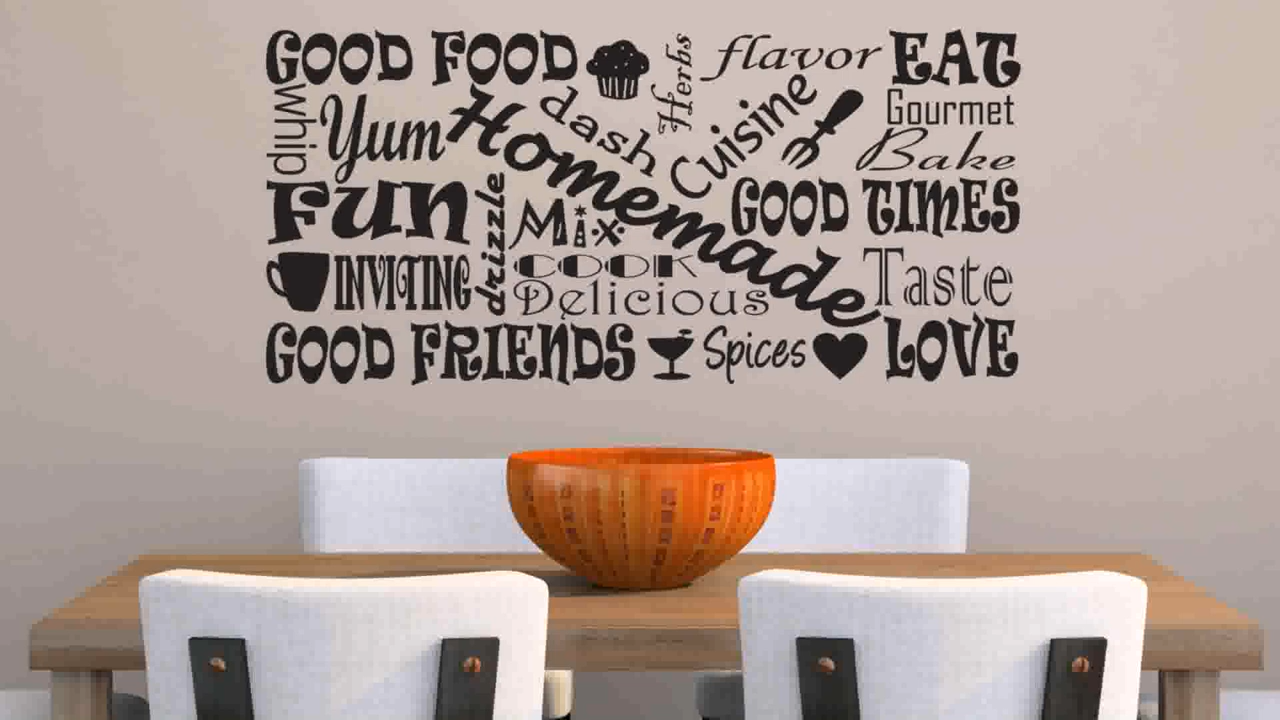 GOOD FOOD
Herbs
flavor
EAT
whip
Yum
Homemade
dash
Cuisine
Gourmet
Bake
FUN
drizzle
Mix
GOOD TIMES
INVITING
COOK
Delicious
Taste
GOOD FRIENDS
Spices
LOVE